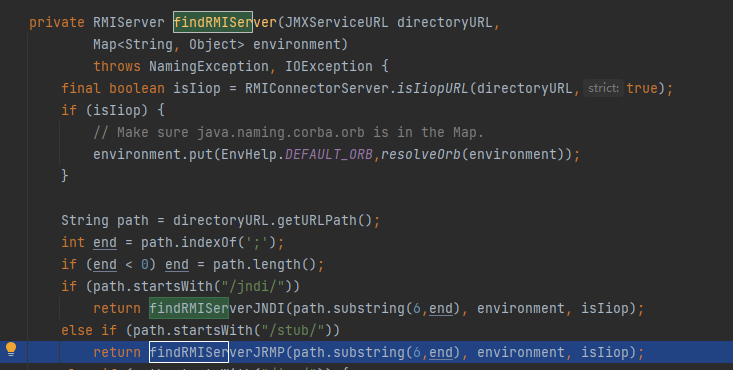 private RMIServer findRMIServer(JMXServiceURL directoryURL,
        Map<String, Object> environment)
        throws NamingException, IOException {
    final boolean isIiop = RMIConnectorServer.isIiopURL(directoryURL, strict: true);
    if (isIiop) {
        // Make sure java.naming.corba.orb is in the Map.
        environment.put(EnvHelp.DEFAULT_ORB,resolveOrb(environment));
    }
    String path = directoryURL.getURLPath();
    int end = path.indexOf(';');
    if (end < 0) end = path.length();
    if (path.startsWith("/jndi/"))
        return findRMIServerJNDI(path.substring(6,end), environment, isIiop);
    else if (path.startsWith("/stub/"))
        return findRMIServerJRMP(path.substring(6,end), environment, isIiop);